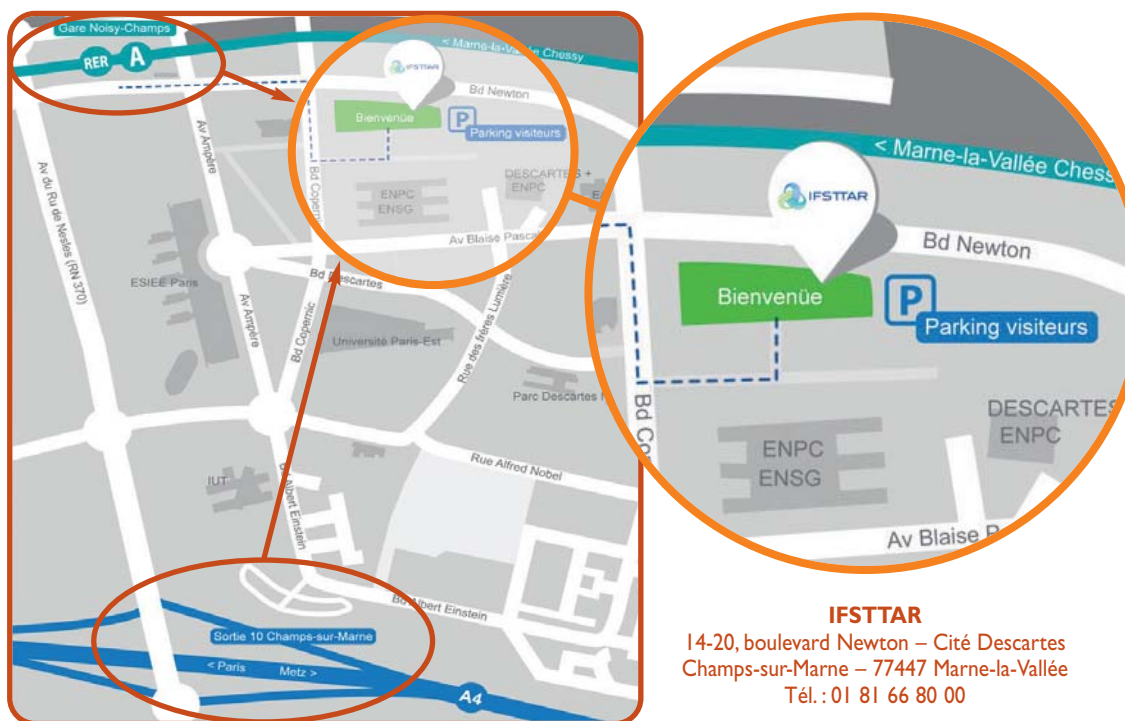 Gare Noisy-Champs
RER A
< Marne-la-Vallée Chessy
IFSTTAR
Bd Newton
Bienvenüe
P
Parking visiteurs
Av Ampère
Bd Copernic
DESCARTES +
ENPC
ENPC
ENSG
Av du Ru de Nesles (RN 370)
Av Blaise Pascal
ESIEE Paris
Bd Descartes
Av Ampère
Bd Copernic
Rue des frères Lumière
Université Paris-Est
Parc Descartes
Rue Alfred Nobel
IUT
Bd Albert Einstein
Bd Albert Einstein
Sortie 10 Champs-sur-Marne
< Paris Metz >
A4
< Marne-la-Vallée Chessy
IFSTTAR
Bd Newton
Bienvenüe
P
Parking visiteurs
Bd Co
DESCARTES
ENPC
ENPC
ENSG
Av Blaise P
IFSTTAR
14-20, boulevard Newton – Cité Descartes
Champs-sur-Marne – 77447 Marne-la-Vallée
Tél. : 01 81 66 80 00